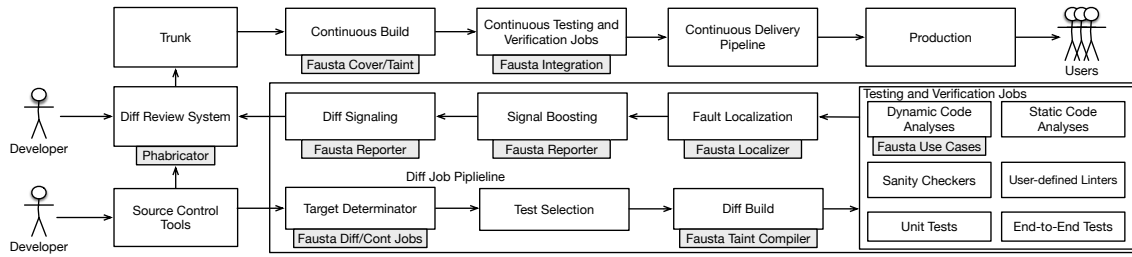 Trunk
Continuous Build
Fausta Cover/Taint
Continuous Testing and
Verification Jobs
Fausta Integration
Continuous Delivery
Pipeline
Production
Users
Developer
Diff Review System
Phabricator
Diff Signaling
Fausta Reporter
Signal Boosting
Fausta Reporter
Fault Localization
Fausta Localizer
Testing and Verification Jobs
Dynamic Code
Analyses
Fausta Use Cases
Static Code
Analyses
Sanity Checkers
User-defined Linters
Unit Tests
End-to-End Tests
Diff Job Piplieline
Developer
Source Control
Tools
Target Determinator
Fausta Diff/Cont Jobs
Test Selection
Diff Build
Fausta Taint Compiler